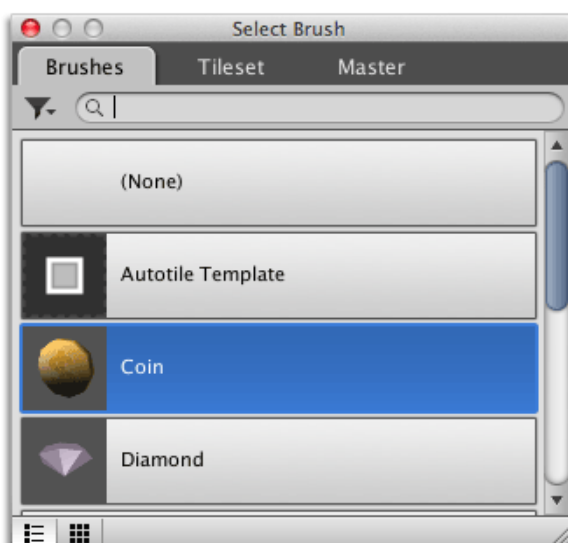 Select Brush
Brushes Tileset Master
(None)
Autotile Template
Coin
Diamond